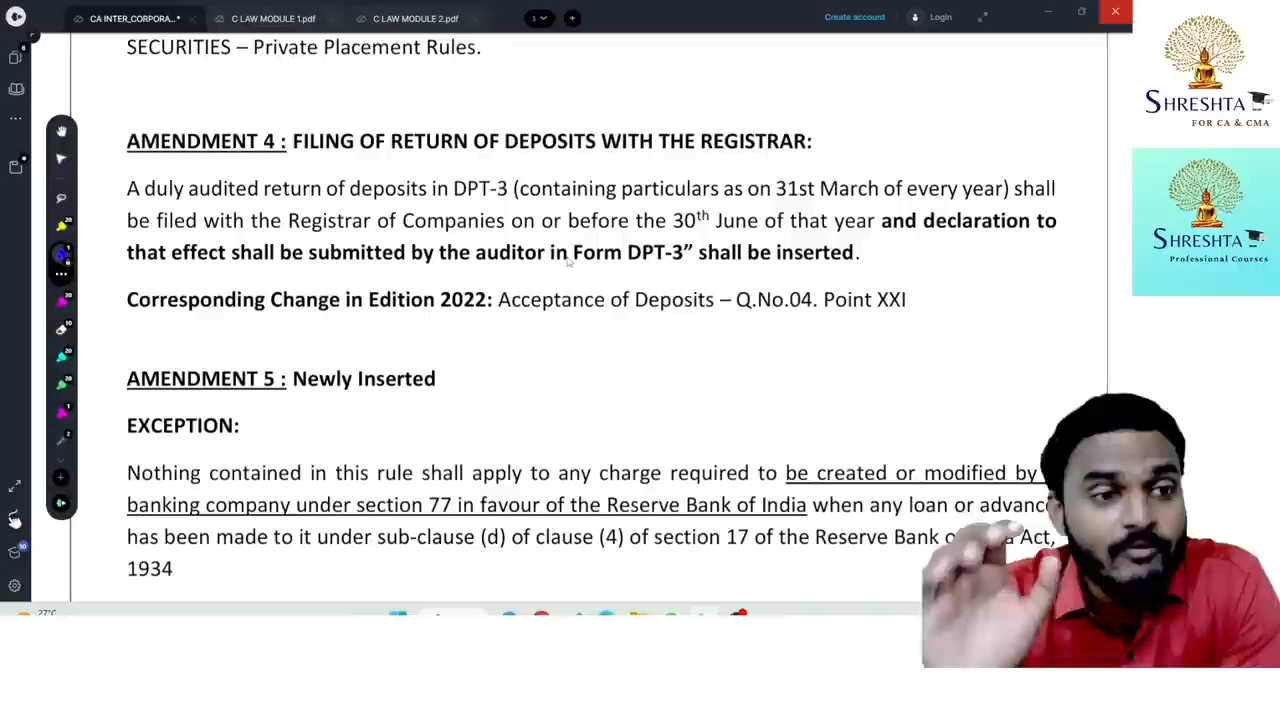 CA INTER_CORPORA...*
C LAW MODULE 1.pdf
C LAW MODULE 2.pdf
3
Create account
Login
SECURITIES – Private Placement Rules.
AMENDMENT 4 : FILING OF RETURN OF DEPOSITS WITH THE REGISTRAR:
A duly audited return of deposits in DPT-3 (containing particulars as on 31st March of every year) shall
be filed with the Registrar of Companies on or before the 30th June of that year and declaration to
that effect shall be submitted by the auditor in Form DPT-3” shall be inserted.
Corresponding Change in Edition 2022: Acceptance of Deposits – Q.No.04. Point XXI
AMENDMENT 5 : Newly Inserted
EXCEPTION:
Nothing contained in this rule shall apply to any charge required to be created or modified by
banking company under section 77 in favour of the Reserve Bank of India when any loan or advance
has been made to it under sub-clause (d) of clause (4) of section 17 of the Reserve Bank Act,
1934
SHRESHTA
FOR CA & CMA
SHRESHTA
Professional Courses
27°C